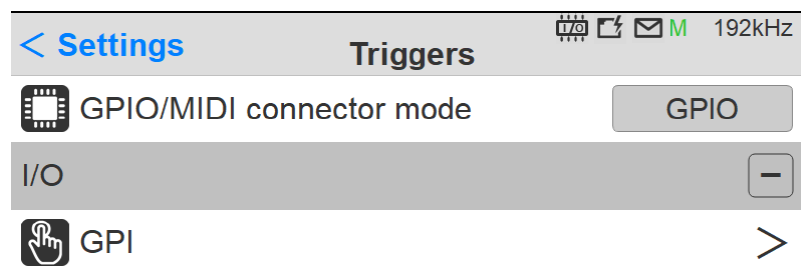 < Settings
Triggers
I/O M 192kHz
GPIO/MIDI connector mode GPIO
I/O −
GPI >